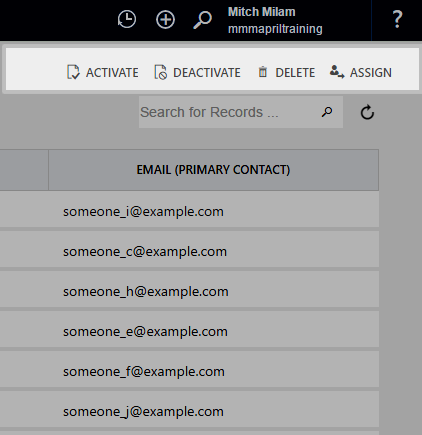 Mitch Milam
mmmapriltraining
?
ACTIVATE DEACTIVATE DELETE ASSIGN
Search for Records ...
EMAIL (PRIMARY CONTACT)
someone_i@example.com
someone_c@example.com
someone_h@example.com
someone_e@example.com
someone_f@example.com
someone_j@example.com